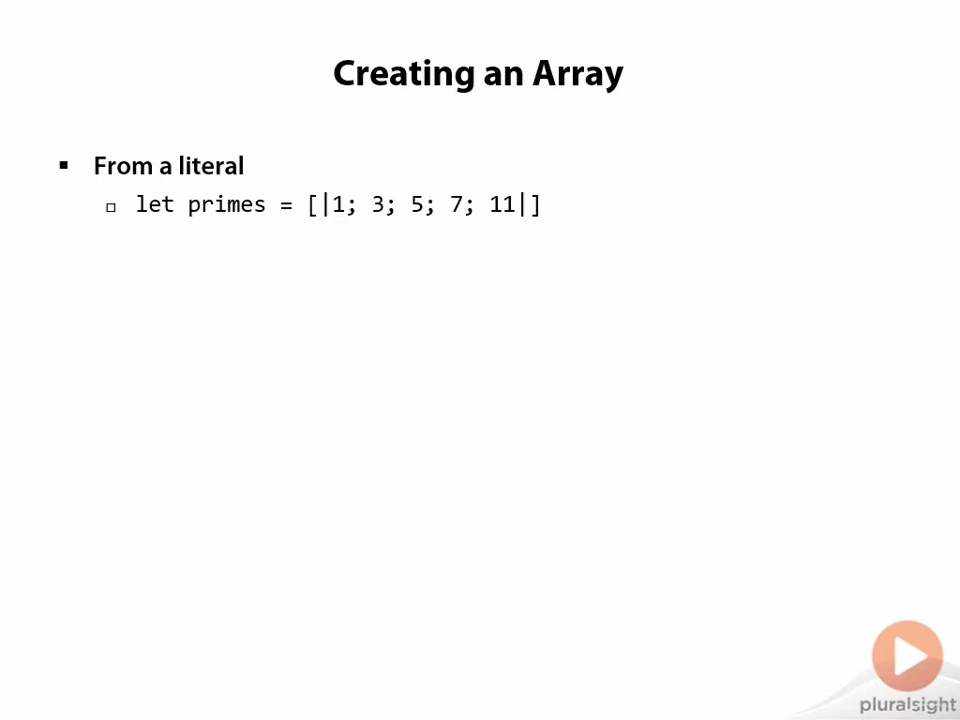 Creating an Array
From a literal
let primes = [|1; 3; 5; 7; 11|]
pluralsight